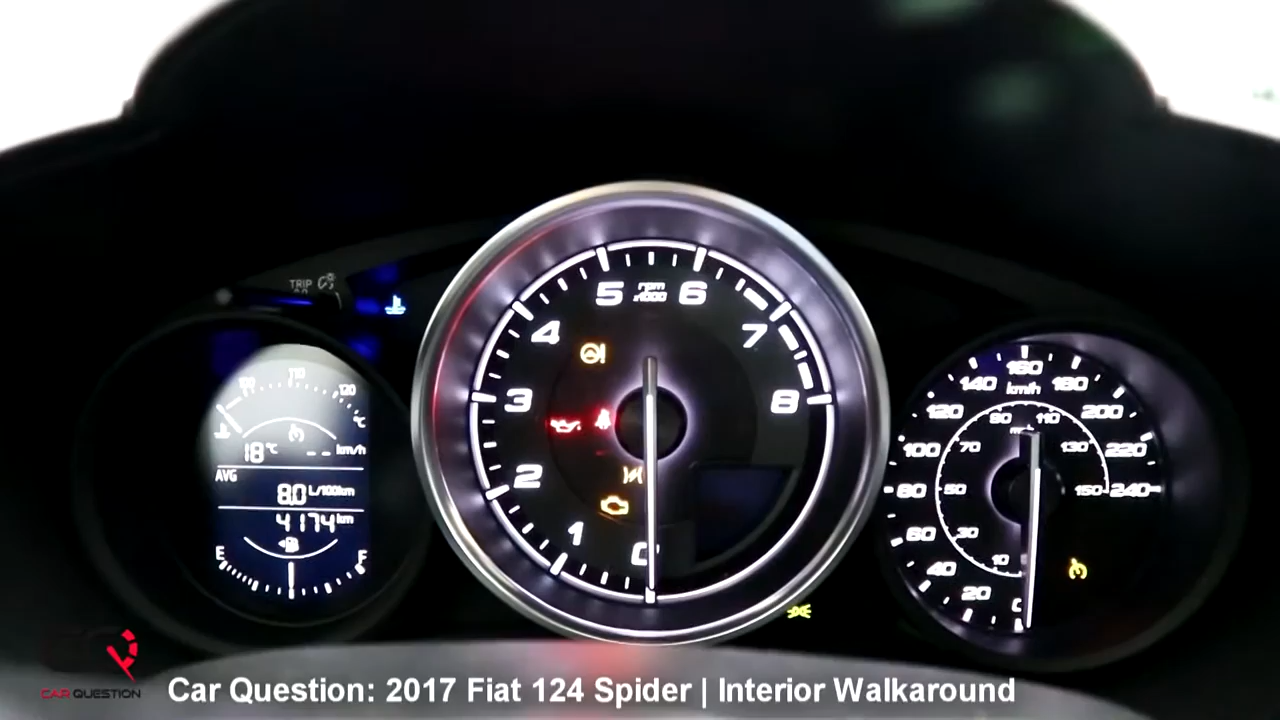 TRIP
5 rpm x1000 6
4 7
3 8
2
1
0
110
120
°C
18°C -- km/h
AVG
8.0 L/100km
4174 km
E F
160
140 km/h 180
120 90 110 200
100 70 130 220
80 50 150 240
60 30
40 10
20
0
CAR QUESTION
Car Question: 2017 Fiat 124 Spider | Interior Walkaround